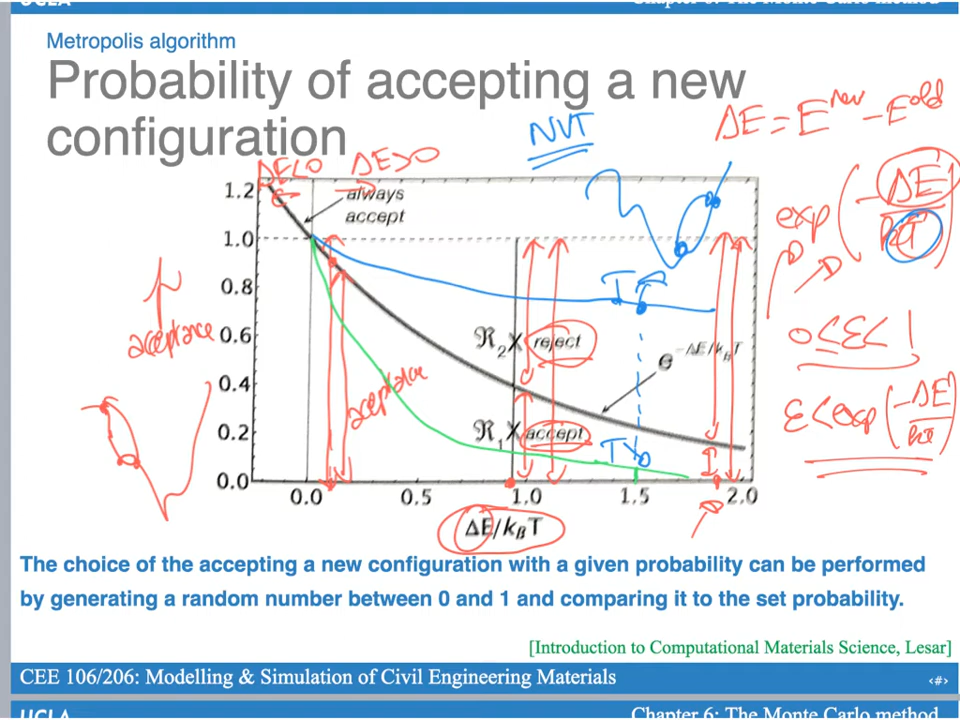 UCLA
Chapter 6: The Monte Carlo method
Metropolis algorithm
Probability of accepting a new
configuration
NVT
ΔE = E^new − E^old
ΔE<0 ΔE>0
always
accept
exp(−ΔE/kT)
1.2
1.0
0.8
0.6
0.4
0.2
0.0
acceptance
T↑
ℜ₂ X reject
e^−ΔE/k_BT
0 ≤ ε < 1
acceptance
ℜ₁ X accept
T↓
ε < exp(−ΔE/kT)
0.0 0.5 1.0 1.5 2.0
ΔE/k_BT
The choice of the accepting a new configuration with a given probability can be performed
by generating a random number between 0 and 1 and comparing it to the set probability.
[Introduction to Computational Materials Science, Lesar]
CEE 106/206: Modelling & Simulation of Civil Engineering Materials
‹#›
UCLA
Chapter 6: The Monte Carlo method